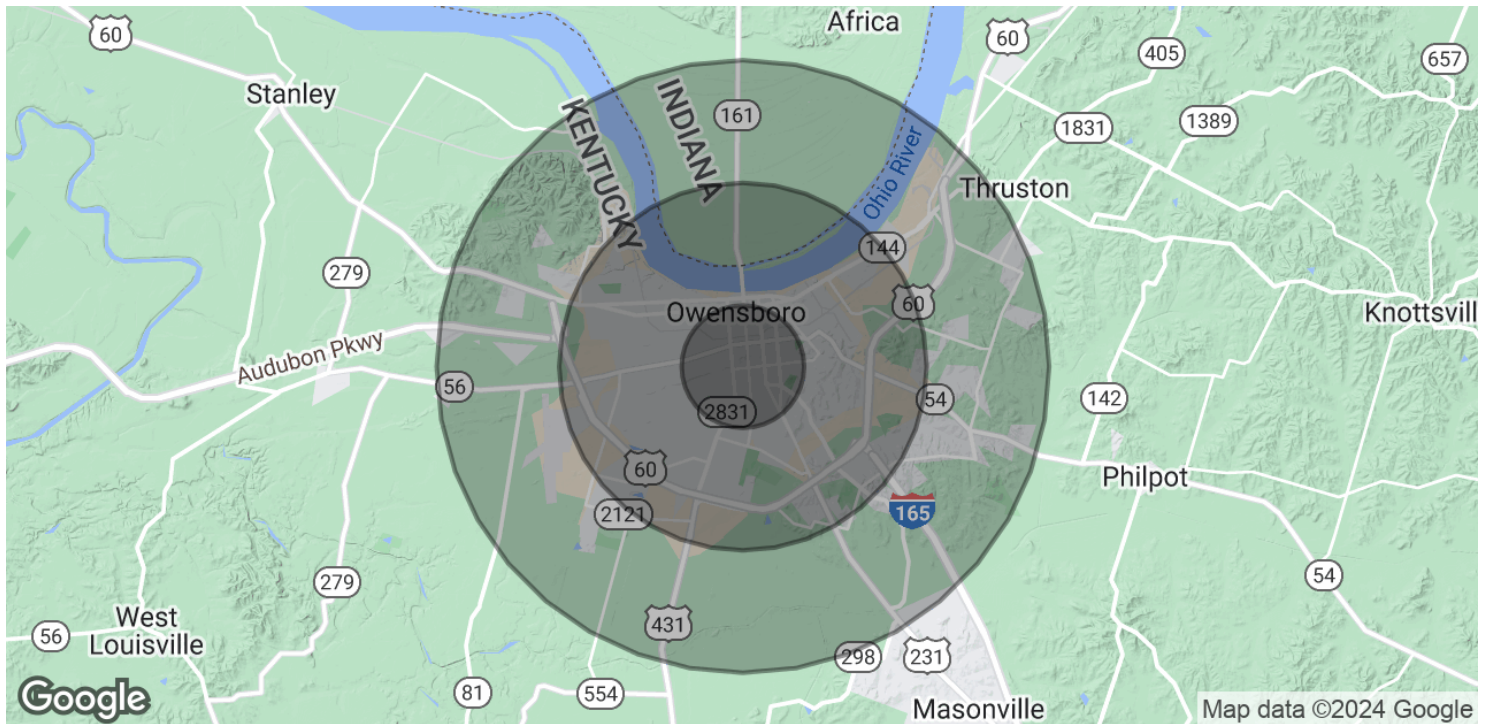 Africa
60
60
405
657
Stanley
161
1831
1389
KENTUCKY
INDIANA
Ohio River
Thruston
144
279
60
Owensboro
Knottsvill
Audubon Pkwy
56
54
142
2831
60
Philpot
2121
165
279
54
West
Louisville
56
431
298
231
81
554
Masonville
Google
Map data ©2024 Google